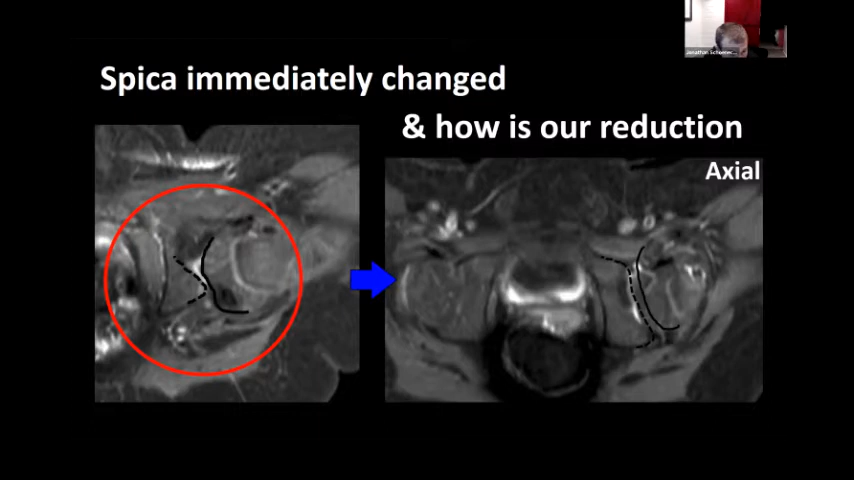 Spica immediately changed
& how is our reduction
Axial